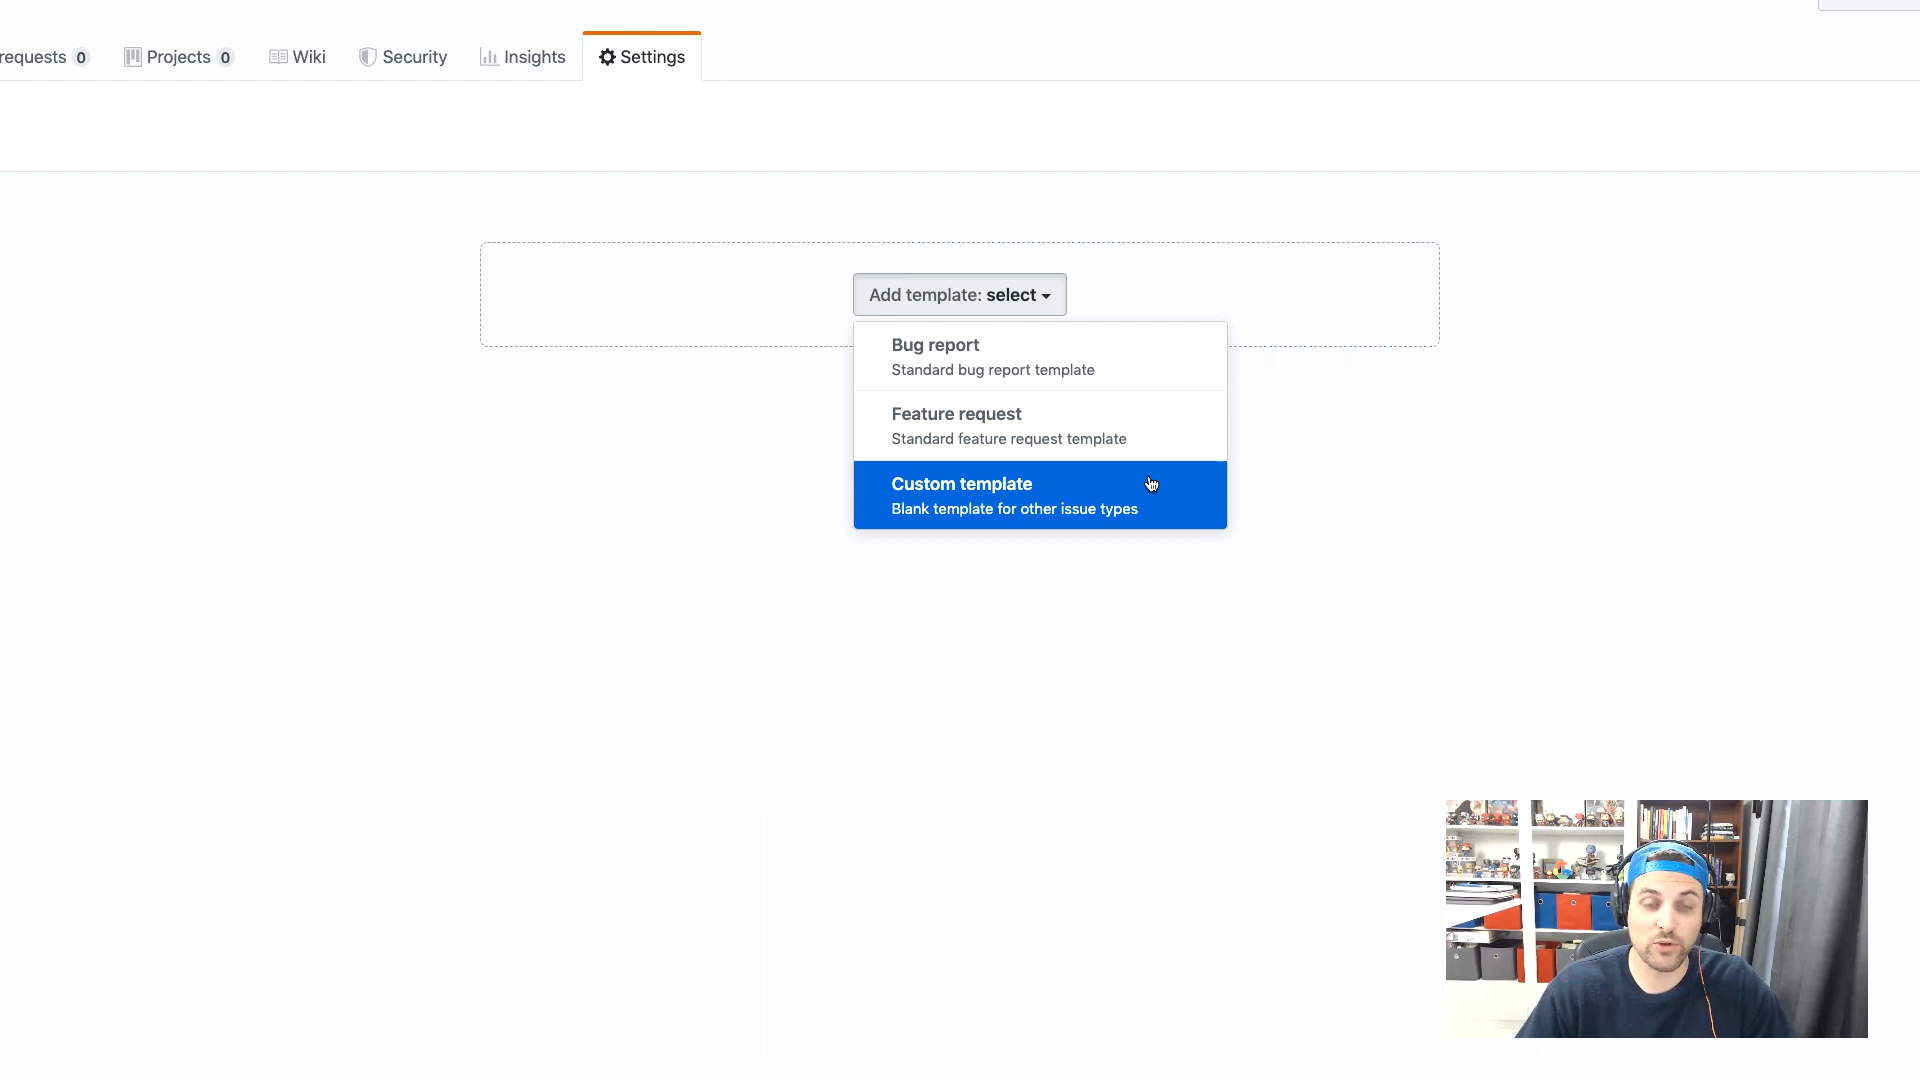 requests 0 Projects 0 Wiki Security Insights Settings
Add template: select
Bug report
Standard bug report template
Feature request
Standard feature request template
Custom template
Blank template for other issue types